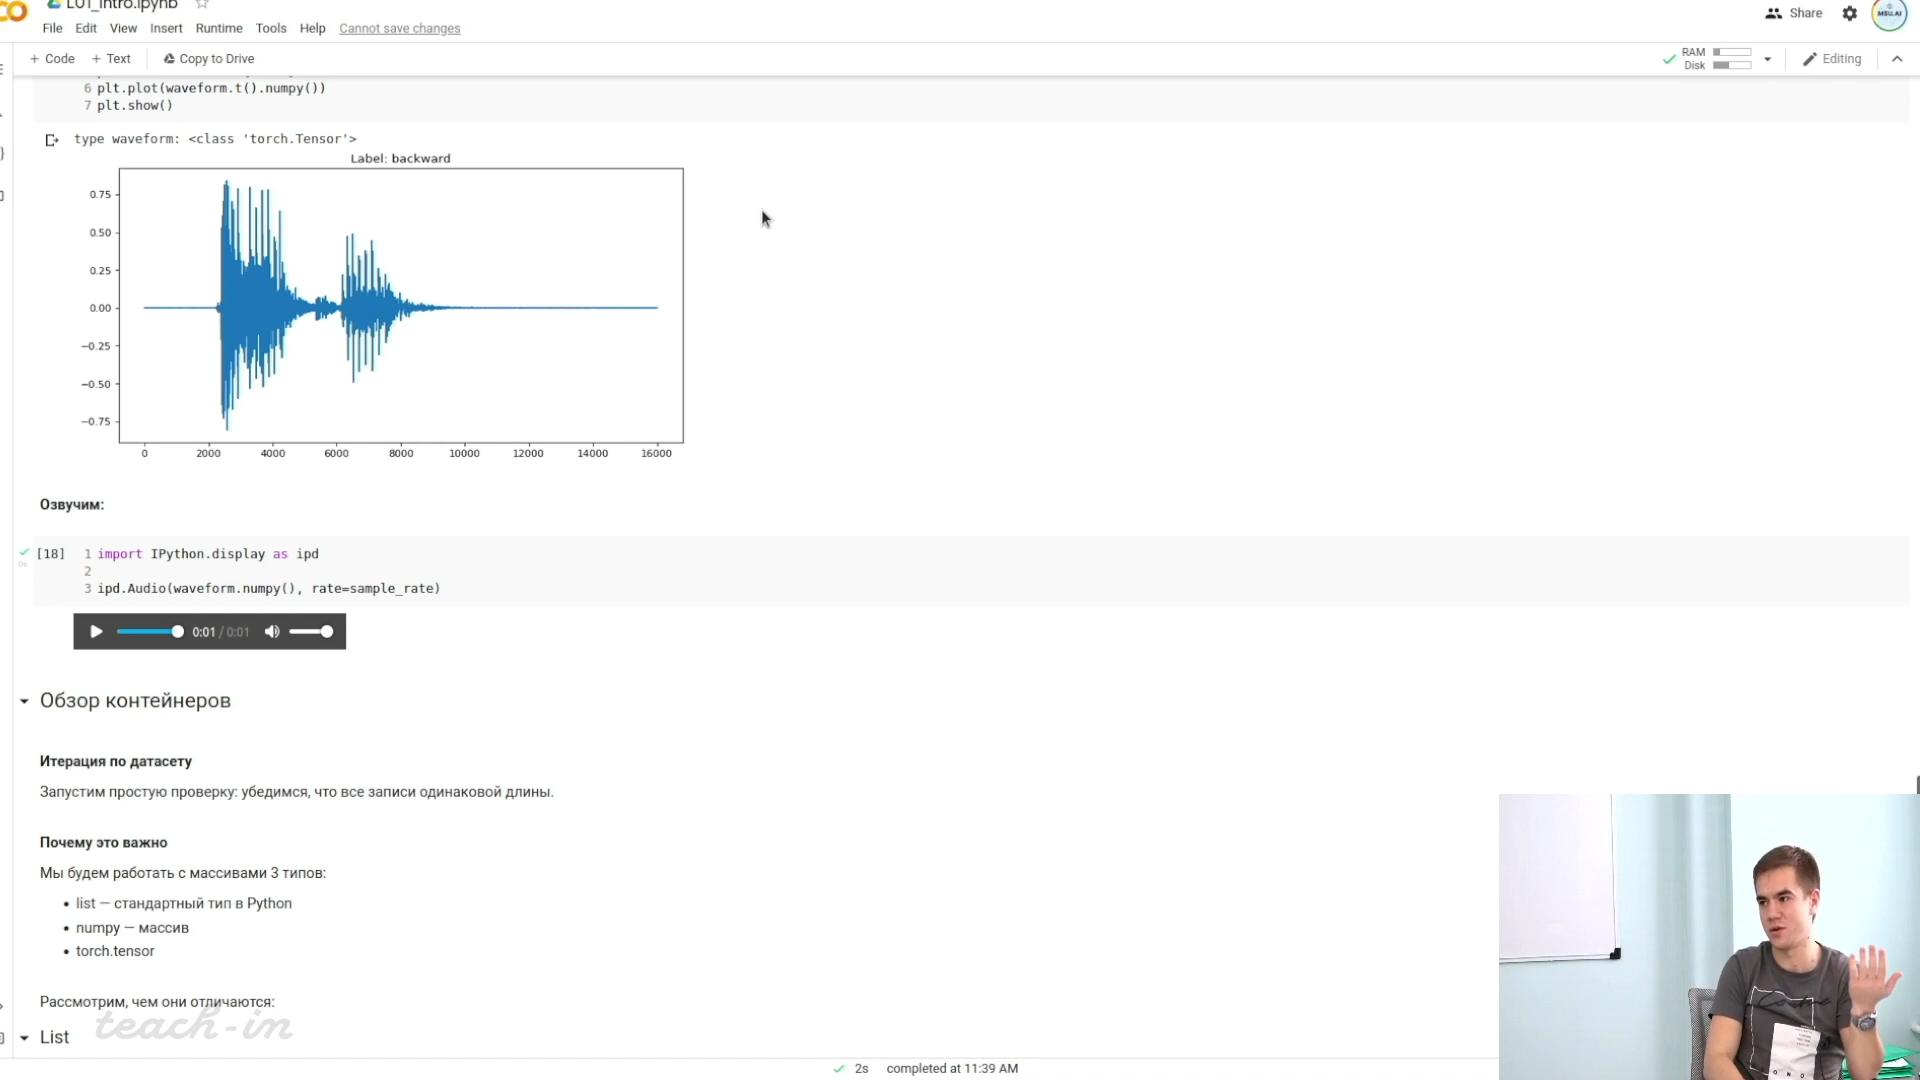 L01_Intro.ipynb
File Edit View Insert Runtime Tools Help Cannot save changes
Share
MSU.AI
+ Code + Text Copy to Drive
RAM
Disk
Editing
6 plt.plot(waveform.t().numpy())
7 plt.show()
type waveform: <class 'torch.Tensor'>
Label: backward
0.75
0.50
0.25
0.00
−0.25
−0.50
−0.75
0 2000 4000 6000 8000 10000 12000 14000 16000
Озвучим:
[18] 1 import IPython.display as ipd
2
3 ipd.Audio(waveform.numpy(), rate=sample_rate)
0:01 / 0:01
Обзор контейнеров
Итерация по датасету
Запустим простую проверку: убедимся, что все записи одинаковой длины.
Почему это важно
Мы будем работать с массивами 3 типов:
• list — стандартный тип в Python
• numpy — массив
• torch.tensor
Рассмотрим, чем они отличаются:
teach-in
List
2s completed at 11:39 AM